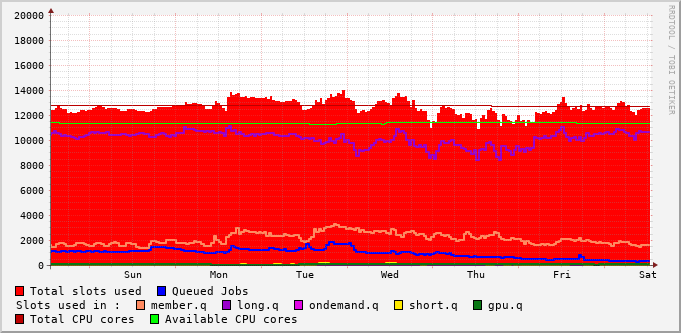 20000
18000
16000
14000
12000
10000
8000
6000
4000
2000
0
Sun Mon Tue Wed Thu Fri Sat
RRDTOOL / TOBI OETIKER
Total slots used Queued Jobs
Slots used in : member.q long.q ondemand.q short.q gpu.q
Total CPU cores Available CPU cores